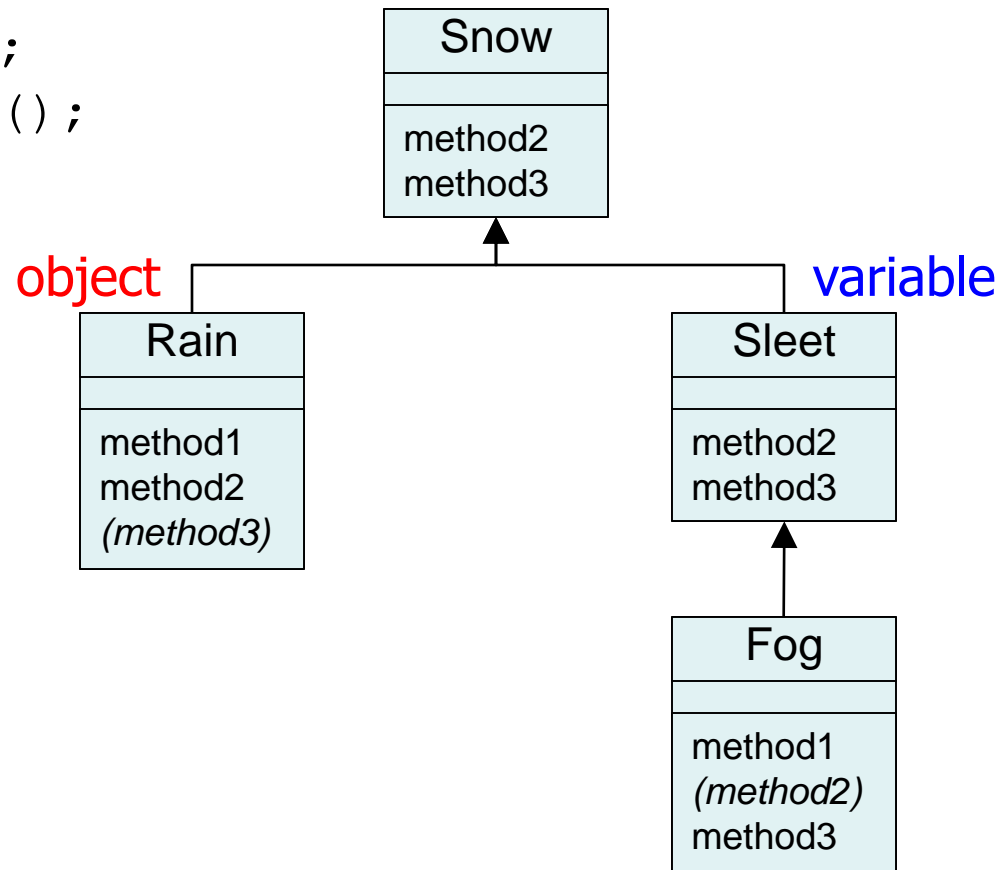 ;
();
Snow
method2
method3
object
variable
Rain
method1
method2
(method3)
Sleet
method2
method3
Fog
method1
(method2)
method3